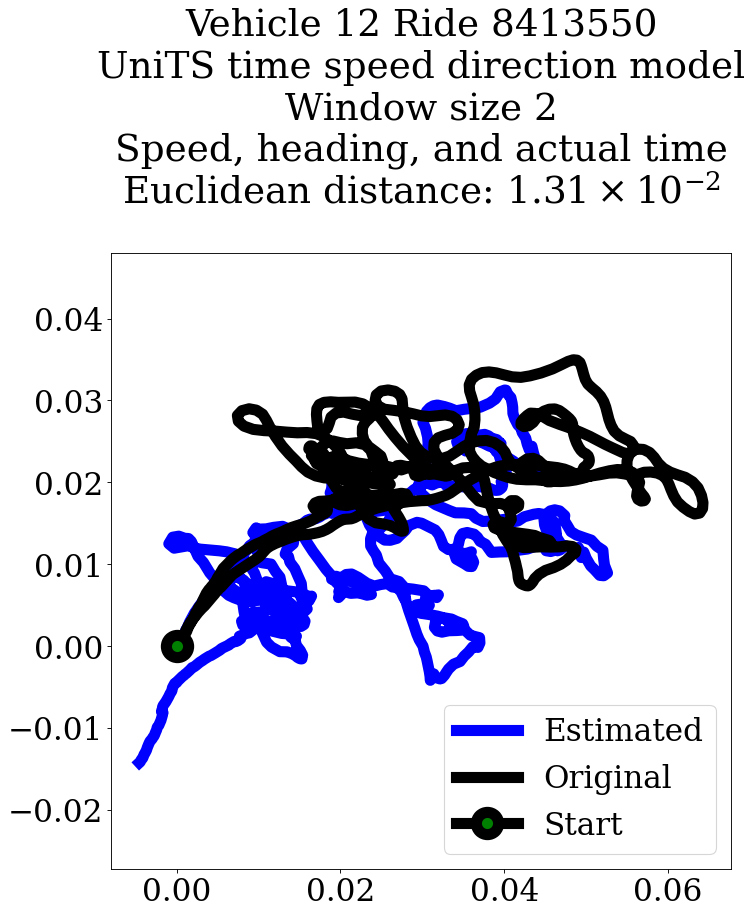 Vehicle 12 Ride 8413550
UniTS time speed direction model
Window size 2
Speed, heading, and actual time
Euclidean distance: 1.31 × 10⁻²
0.04
0.03
0.02
0.01
0.00
−0.01
−0.02
Estimated
Original
Start
0.00 0.02 0.04 0.06